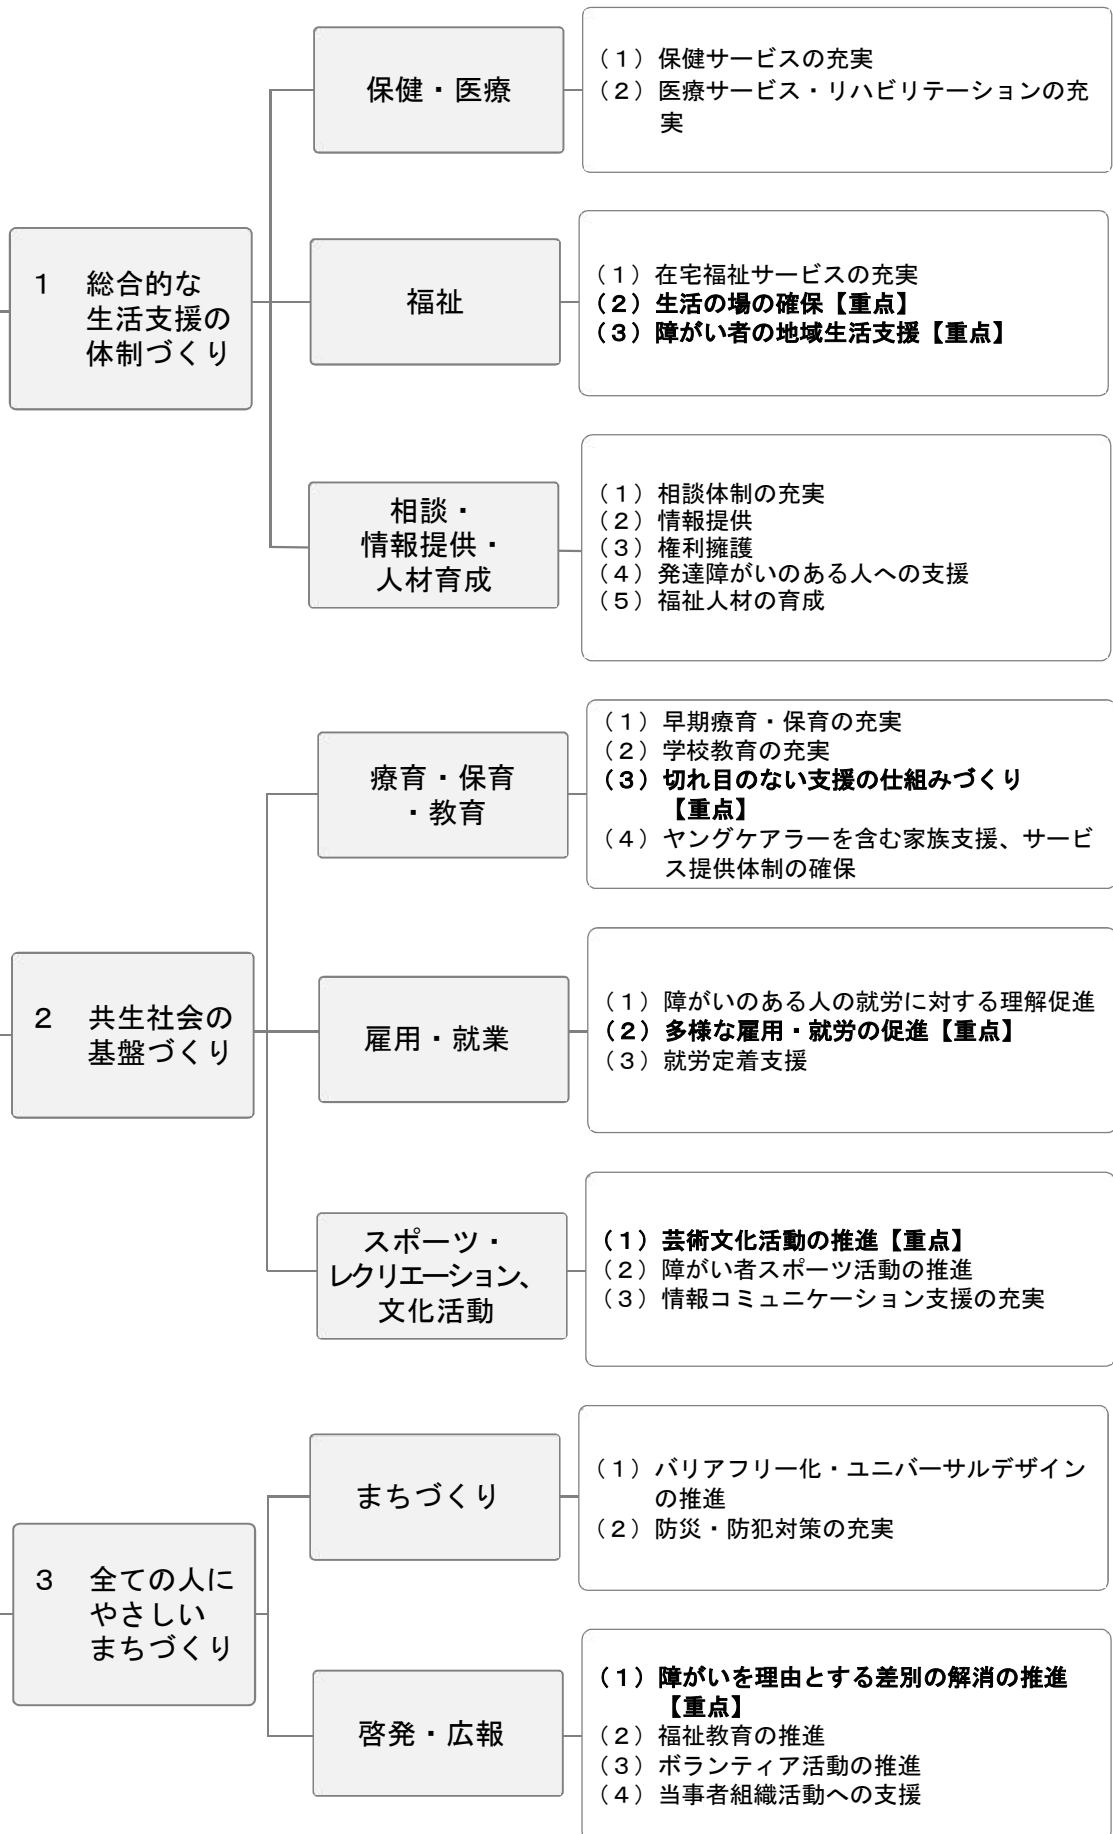 1　総合的な
生活支援の
体制づくり
保健・医療
（１）保健サービスの充実
（２）医療サービス・リハビリテーションの充
実
福祉
（１）在宅福祉サービスの充実
（２）生活の場の確保【重点】
（３）障がい者の地域生活支援【重点】
相談・
情報提供・
人材育成
（１）相談体制の充実
（２）情報提供
（３）権利擁護
（４）発達障がいのある人への支援
（５）福祉人材の育成
2　共生社会の
基盤づくり
療育・保育
・教育
（１）早期療育・保育の充実
（２）学校教育の充実
（３）切れ目のない支援の仕組みづくり
【重点】
（４）ヤングケアラーを含む家族支援、サービ
ス提供体制の確保
雇用・就業
（１）障がいのある人の就労に対する理解促進
（２）多様な雇用・就労の促進【重点】
（３）就労定着支援
スポーツ・
レクリエーション、
文化活動
（１）芸術文化活動の推進【重点】
（２）障がい者スポーツ活動の推進
（３）情報コミュニケーション支援の充実
3　全ての人に
やさしい
まちづくり
まちづくり
（１）バリアフリー化・ユニバーサルデザイン
の推進
（２）防災・防犯対策の充実
啓発・広報
（１）障がいを理由とする差別の解消の推進
【重点】
（２）福祉教育の推進
（３）ボランティア活動の推進
（４）当事者組織活動への支援